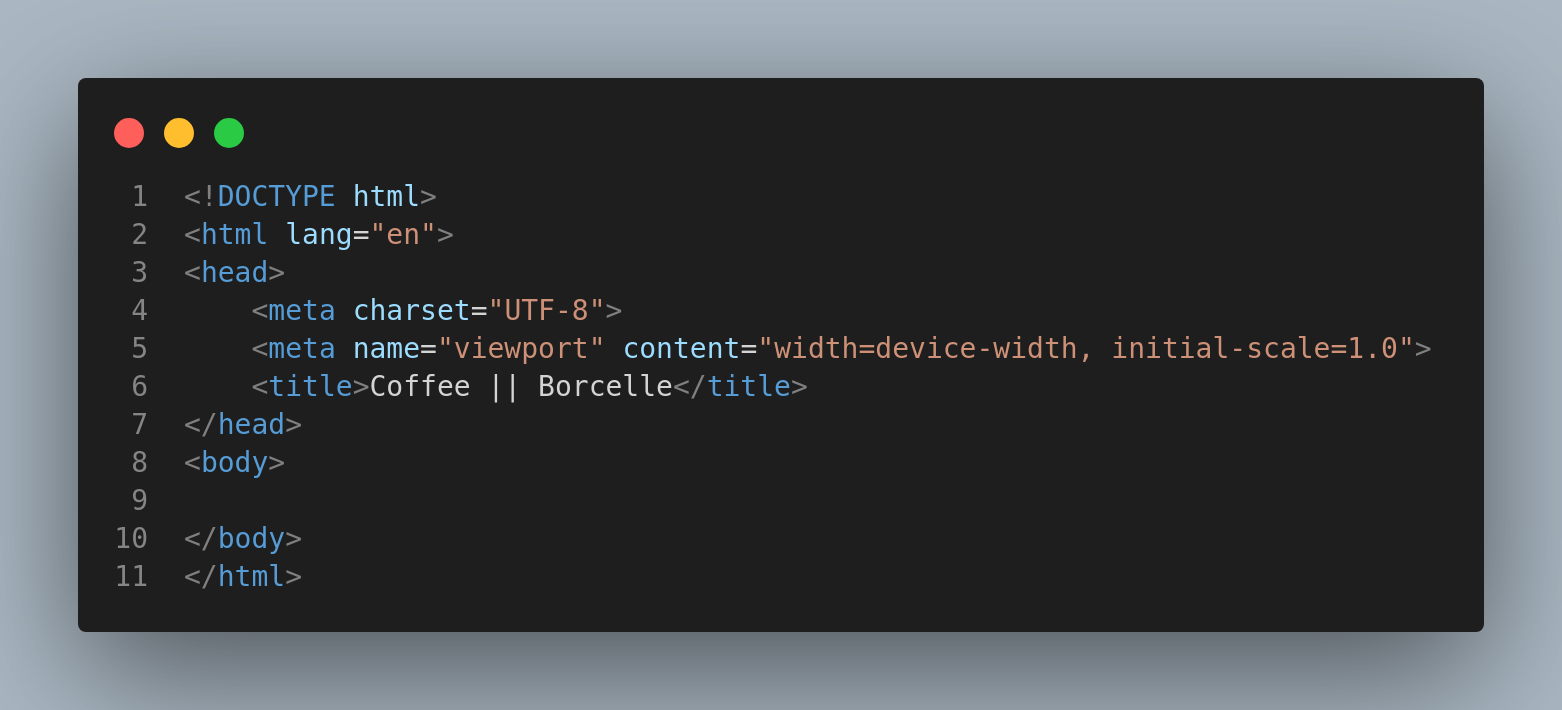 1 <!DOCTYPE html>
2 <html lang="en">
3 <head>
4     <meta charset="UTF-8">
5     <meta name="viewport" content="width=device-width, initial-scale=1.0">
6     <title>Coffee || Borcelle</title>
7 </head>
8 <body>
9
10 </body>
11 </html>